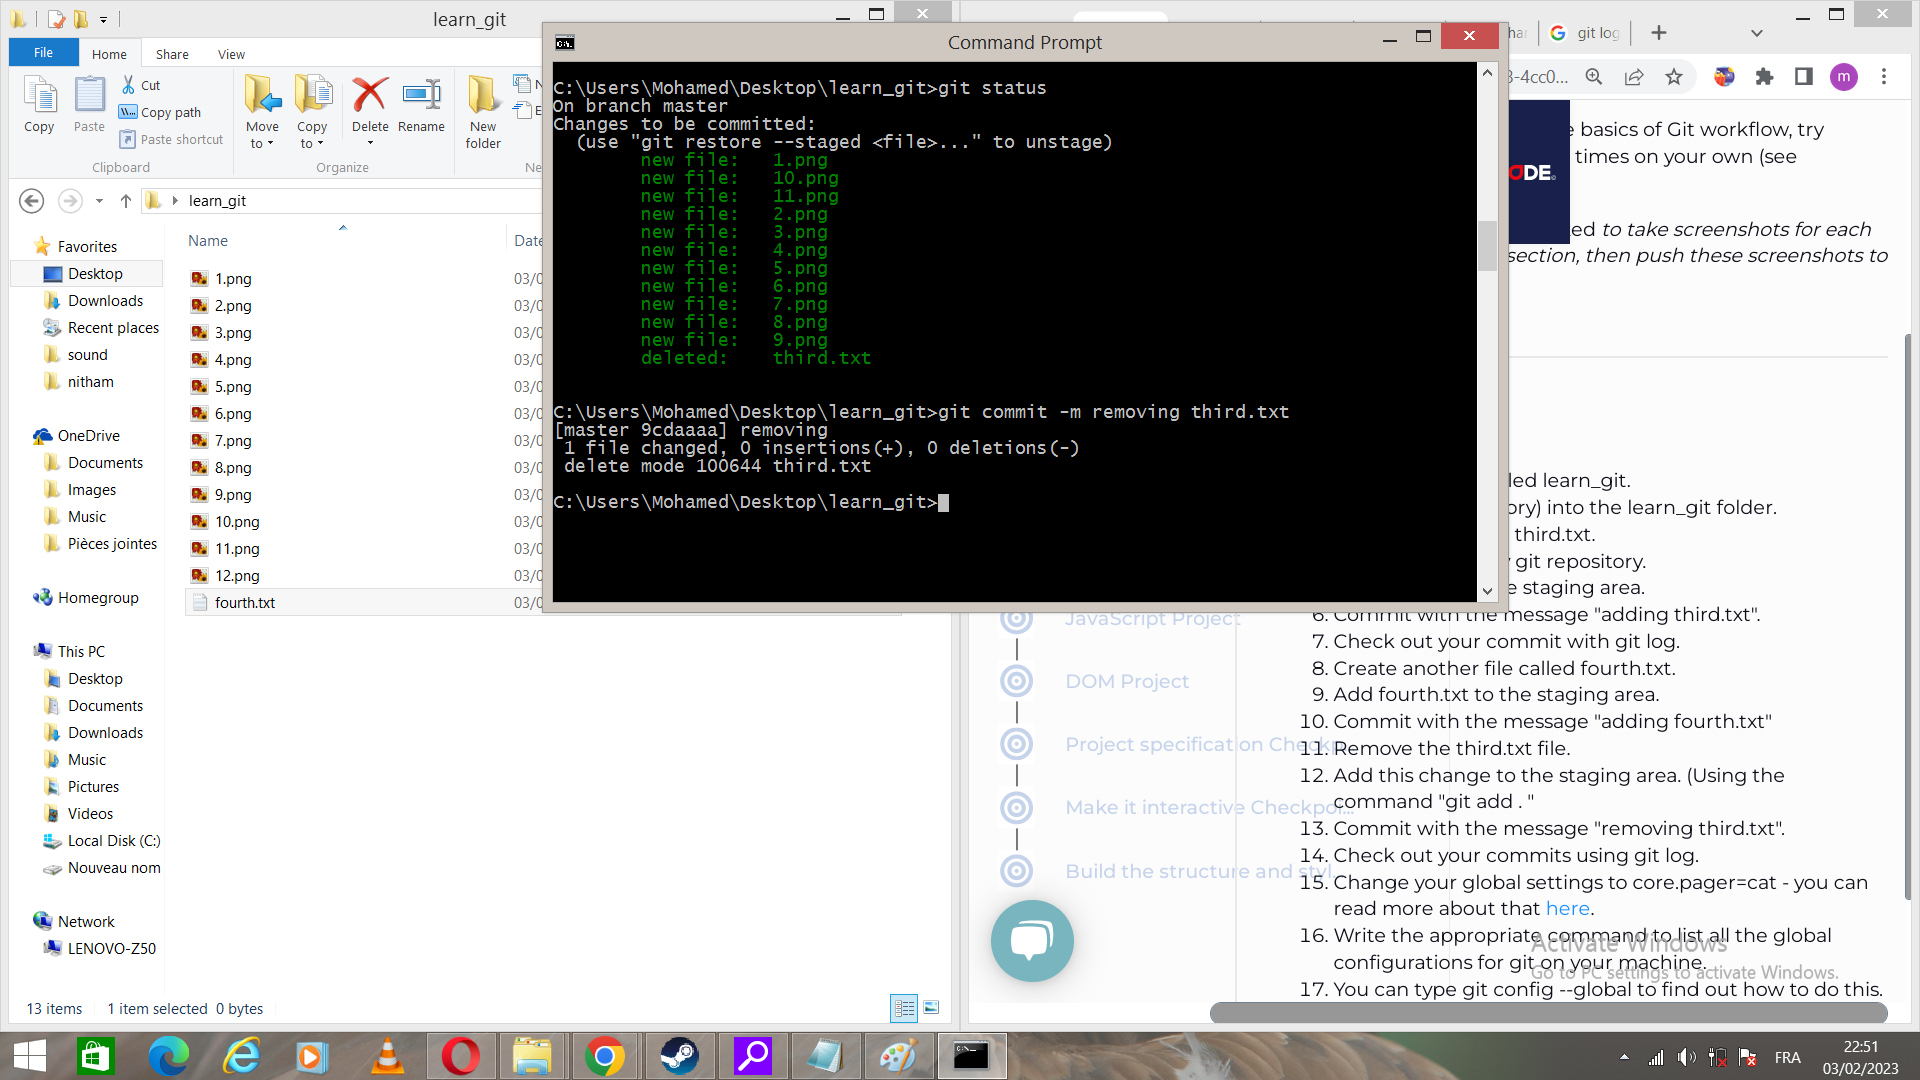 learn_git
File
Home
Share
View
Copy
Paste
Cut
Copy path
Paste shortcut
Clipboard
Move to
Copy to
Delete
Rename
Organize
New folder
Ne
learn_git
Name
Date
Favorites
Desktop
Downloads
Recent places
sound
nitham
OneDrive
Documents
Images
Music
Pièces jointes
Homegroup
This PC
Desktop
Documents
Downloads
Music
Pictures
Videos
Local Disk (C:)
Nouveau nom
Network
LENOVO-Z50
1.png 03/0
2.png 03/0
3.png 03/0
4.png 03/0
5.png 03/0
6.png 03/0
7.png 03/0
8.png 03/0
9.png 03/0
10.png 03/0
11.png 03/0
12.png 03/0
fourth.txt 03/0
13 items 1 item selected 0 bytes
Command Prompt
C:\Users\Mohamed\Desktop\learn_git>git status
On branch master
Changes to be committed:
(use "git restore --staged <file>..." to unstage)
new file: 1.png
new file: 10.png
new file: 11.png
new file: 2.png
new file: 3.png
new file: 4.png
new file: 5.png
new file: 6.png
new file: 7.png
new file: 8.png
new file: 9.png
deleted: third.txt
C:\Users\Mohamed\Desktop\learn_git>git commit -m removing third.txt
[master 9cdaaaa] removing
1 file changed, 0 insertions(+), 0 deletions(-)
delete mode 100644 third.txt
C:\Users\Mohamed\Desktop\learn_git>
git log
3-4cc0...
m
e basics of Git workflow, try
times on your own (see
ODE
ed to take screenshots for each
section, then push these screenshots to
led learn_git.
ory) into the learn_git folder.
third.txt.
git repository.
e staging area.
6. Commit with the message "adding third.txt".
7. Check out your commit with git log.
8. Create another file called fourth.txt.
9. Add fourth.txt to the staging area.
10. Commit with the message "adding fourth.txt"
11. Remove the third.txt file.
12. Add this change to the staging area. (Using the
command "git add . "
13. Commit with the message "removing third.txt".
14. Check out your commits using git log.
15. Change your global settings to core.pager=cat - you can
read more about that here.
16. Write the appropriate command to list all the global
configurations for git on your machine.
17. You can type git config --global to find out how to do this.
JavaScript Project
DOM Project
Project specification Checkp
Make it interactive Checkpoi...
Build the structure and styl...
Activate Windows
Go to PC settings to activate Windows.
FRA
22:51
03/02/2023